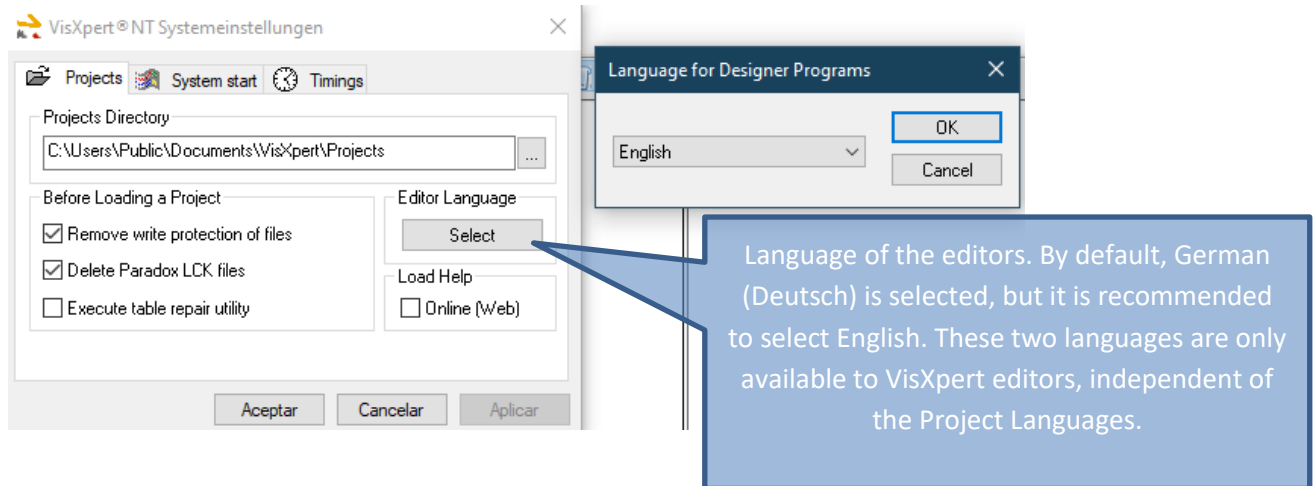 VisXpert® NT Systemeinstellungen
Projects System start Timings
Projects Directory
C:\Users\Public\Documents\VisXpert\Projects ...
Before Loading a Project
Remove write protection of files
Delete Paradox LCK files
Execute table repair utility
Editor Language
Select
Load Help
Online (Web)
Aceptar Cancelar Aplicar
Language for Designer Programs
English
OK
Cancel
Language of the editors. By default, German
(Deutsch) is selected, but it is recommended
to select English. These two languages are only
available to VisXpert editors, independent of
the Project Languages.